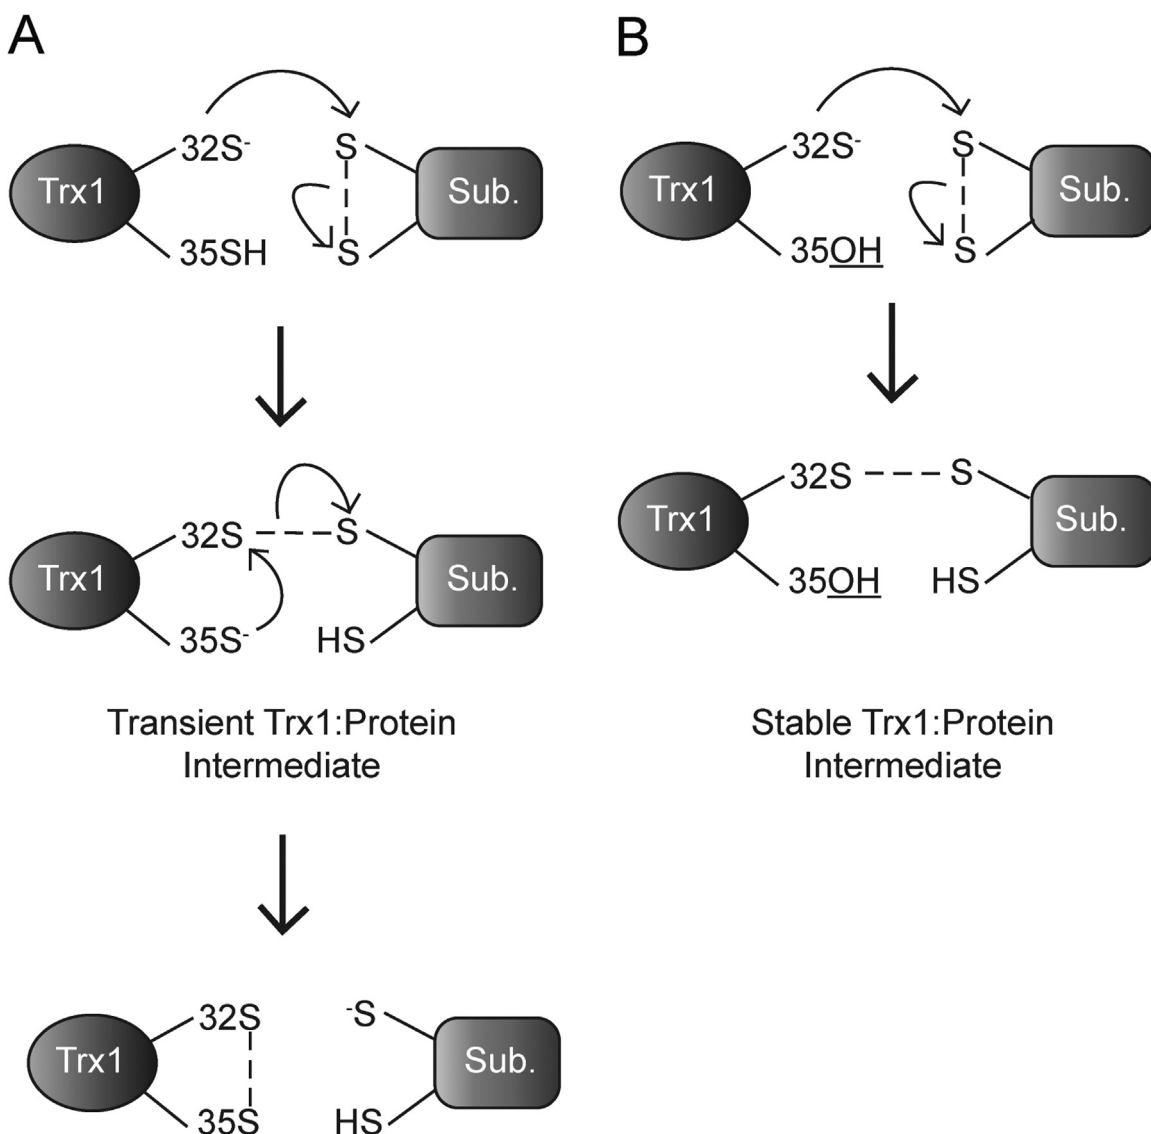 A
32S-
S
Trx1
Sub.
35SH
S
32S
S
Trx1
Sub.
35S-
HS
Transient Trx1:Protein
Intermediate
32S
-S
Trx1
Sub.
35S
HS
B
32S-
S
Trx1
Sub.
35OH
S
32S
S
Trx1
Sub.
35OH
HS
Stable Trx1:Protein
Intermediate